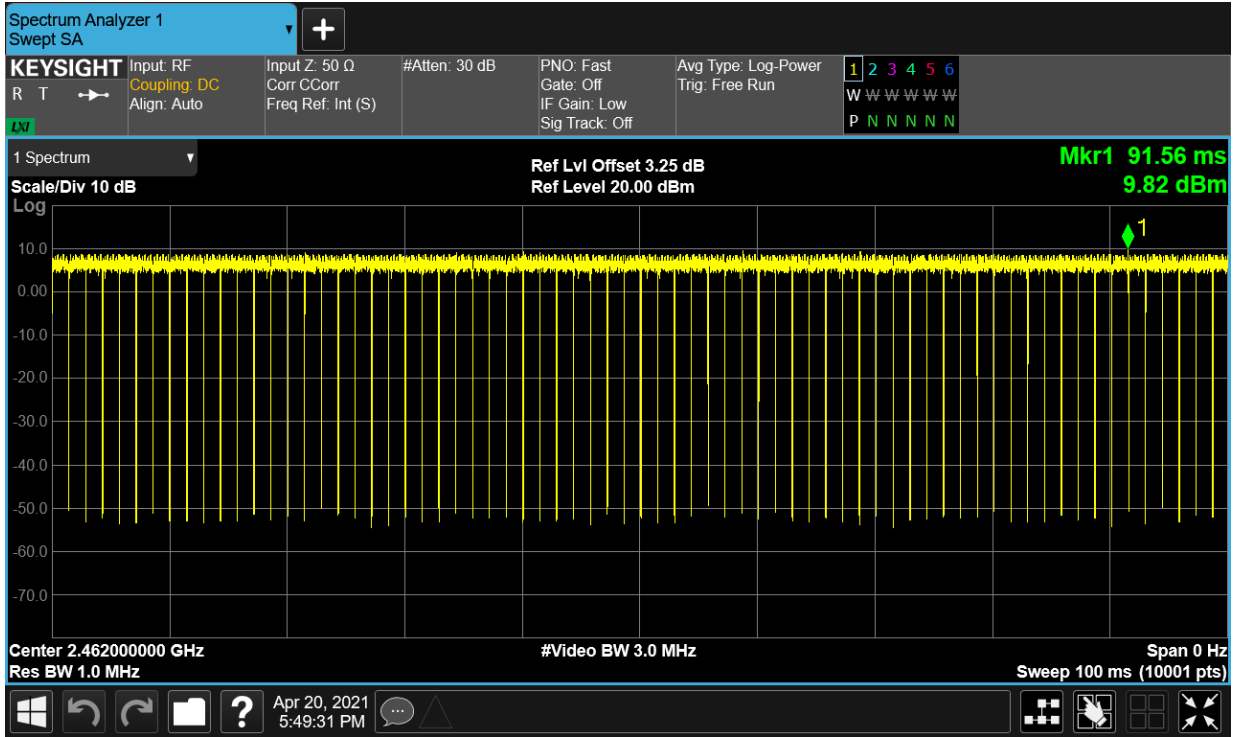 Spectrum Analyzer 1
Swept SA
KEYSIGHT
R T
LXI
Input: RF
Coupling: DC
Align: Auto
Input Z: 50 Ω
Corr CCorr
Freq Ref: Int (S)
#Atten: 30 dB
PNO: Fast
Gate: Off
IF Gain: Low
Sig Track: Off
Avg Type: Log-Power
Trig: Free Run
1 2 3 4 5 6
W W W W W W
P N N N N N
1 Spectrum
Scale/Div 10 dB
Log
Ref Lvl Offset 3.25 dB
Ref Level 20.00 dBm
Mkr1 91.56 ms
9.82 dBm
1
10.0
0.00
-10.0
-20.0
-30.0
-40.0
-50.0
-60.0
-70.0
Center 2.462000000 GHz
Res BW 1.0 MHz
#Video BW 3.0 MHz
Span 0 Hz
Sweep 100 ms (10001 pts)
?
Apr 20, 2021
5:49:31 PM